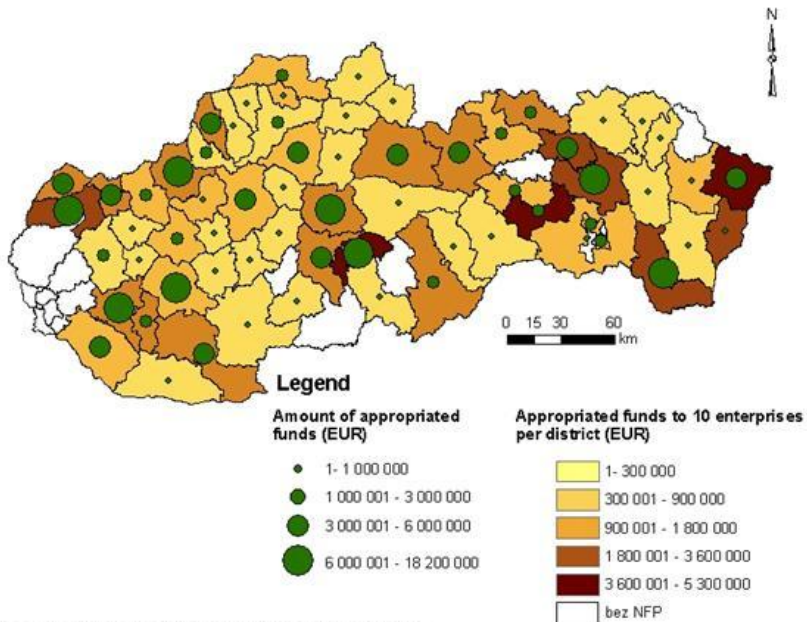 N
0 15 30 60
km
Legend
Amount of appropriated
funds (EUR)
1- 1 000 000
1 000 001 - 3 000 000
3 000 001 - 6 000 000
6 000 001 - 18 200 000
Appropriated funds to 10 enterprises
per district (EUR)
1- 300 000
300 001 - 900 000
900 001 - 1 800 000
1 800 001 - 3 600 000
3 600 001 - 5 300 000
bez NFP